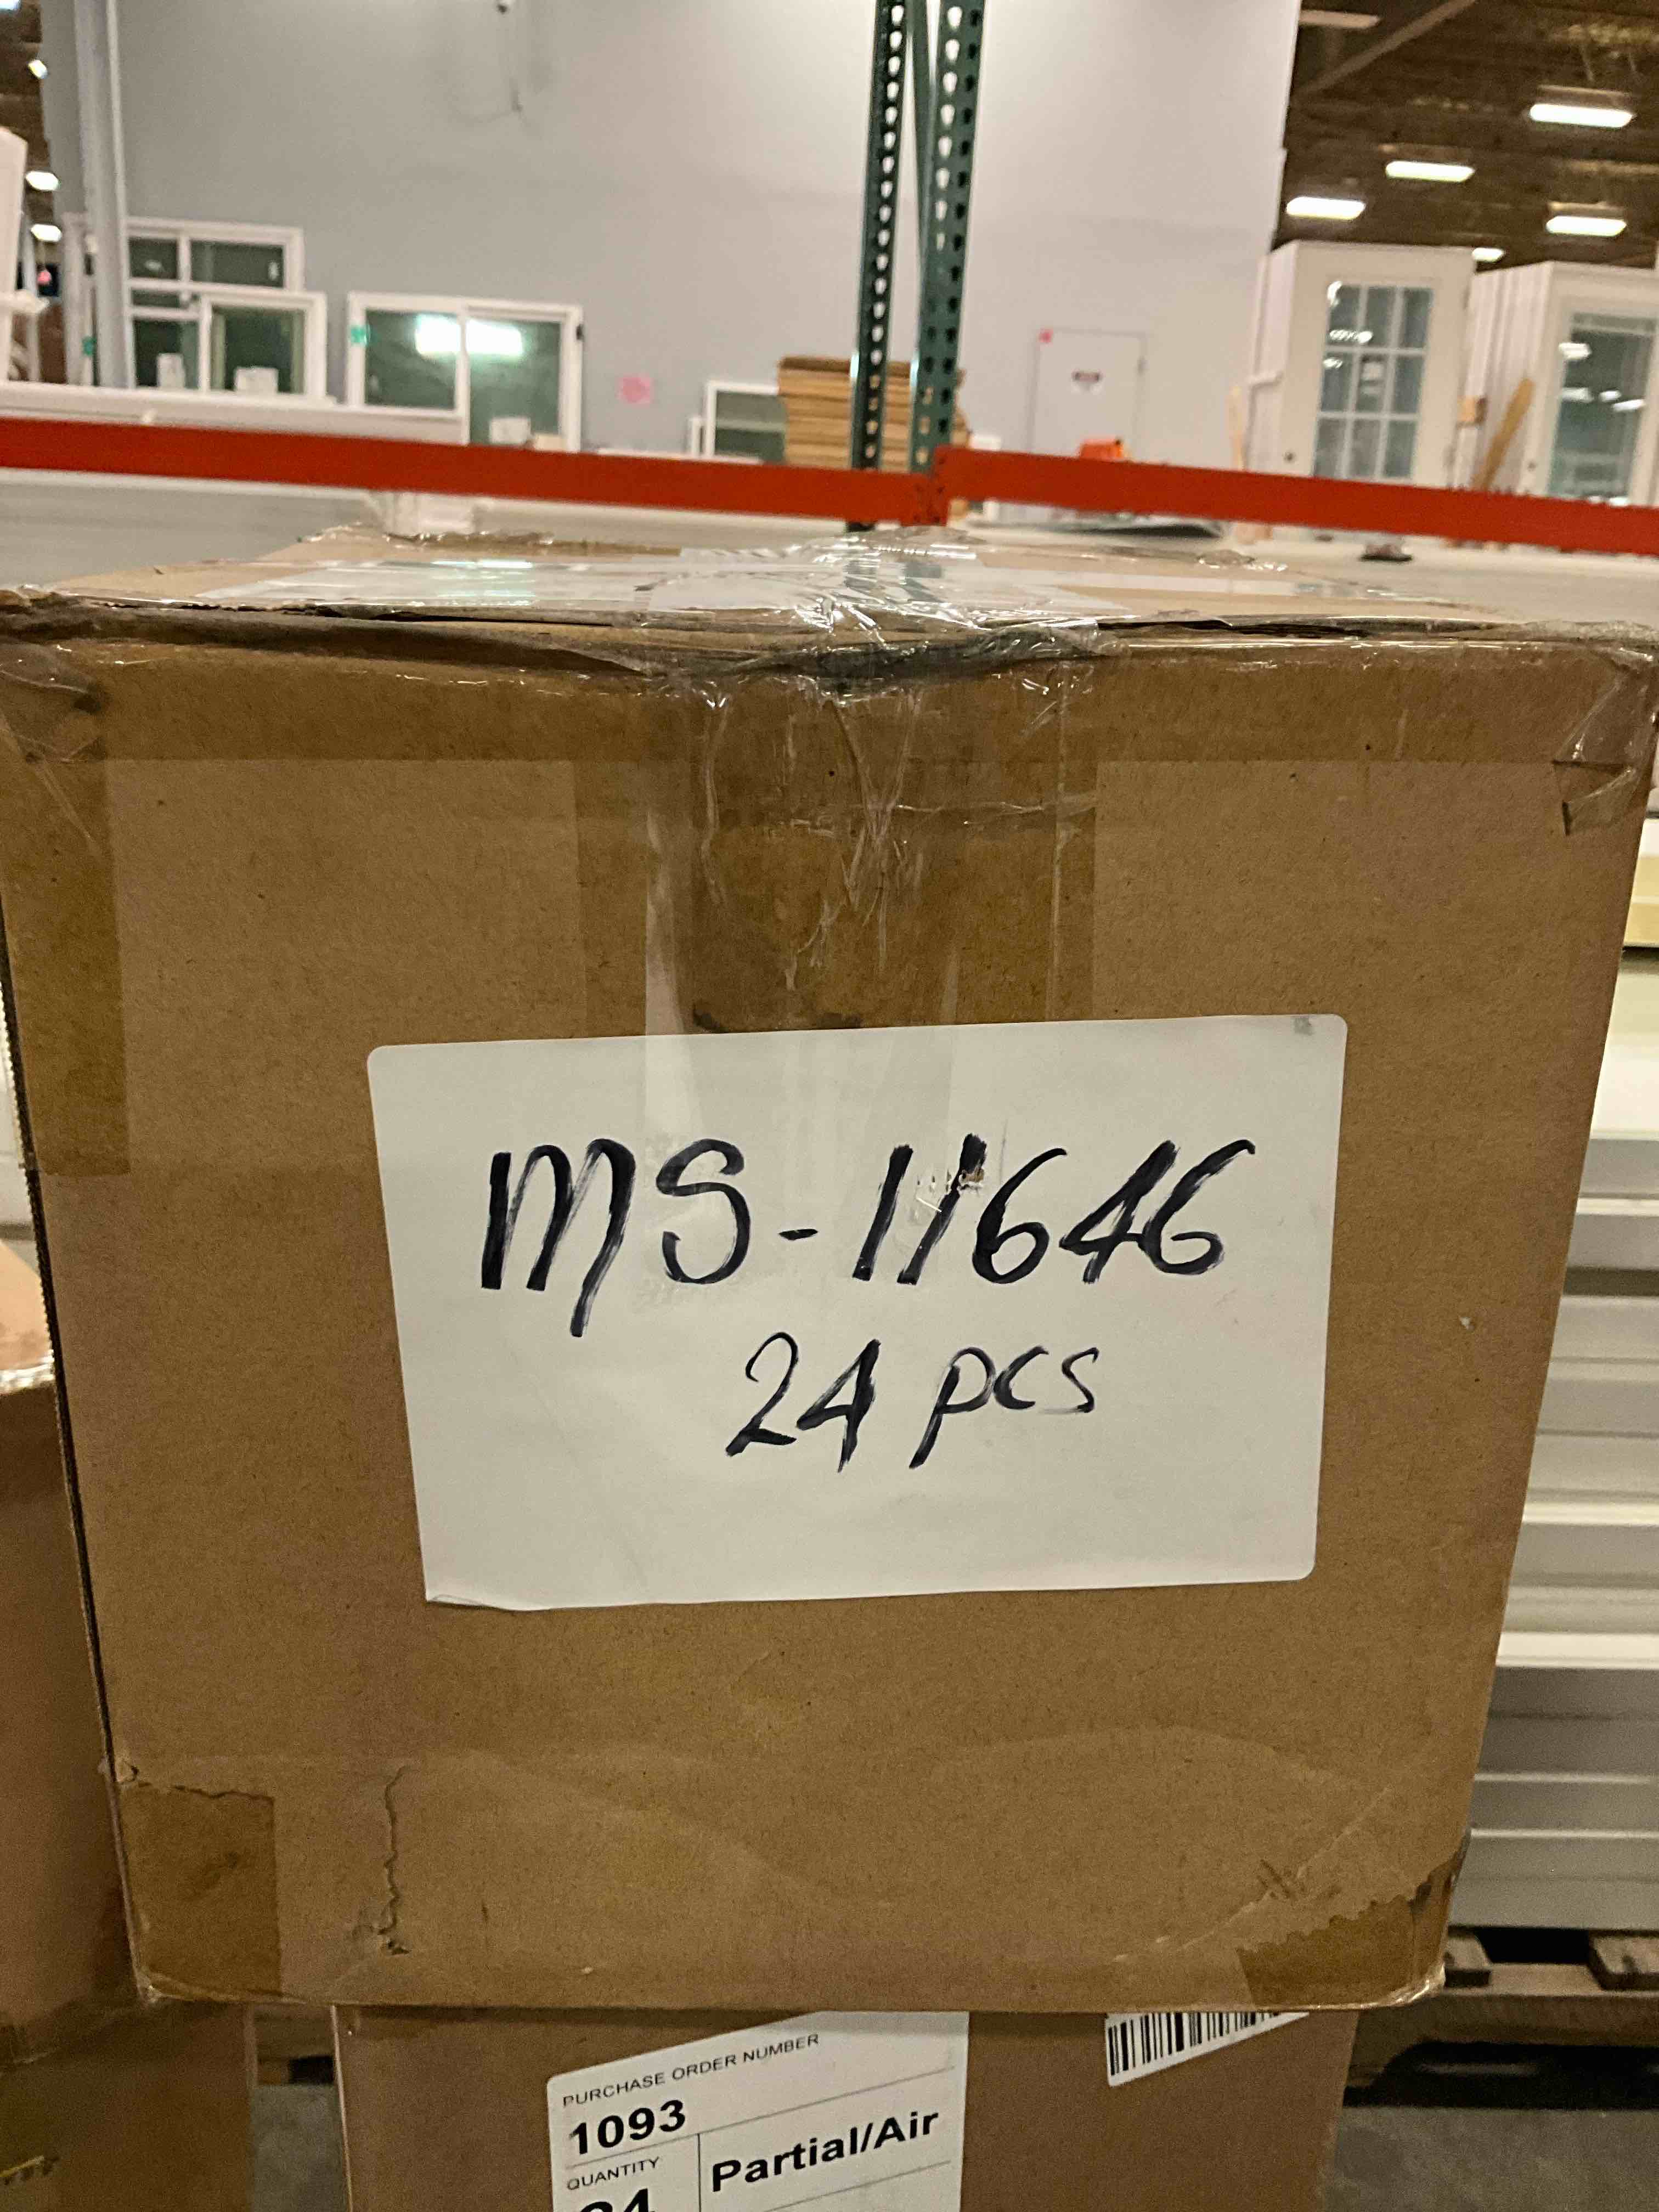 MS-11646
24 pcs
PURCHASE ORDER NUMBER
1093
Partial/Air
QUANTITY